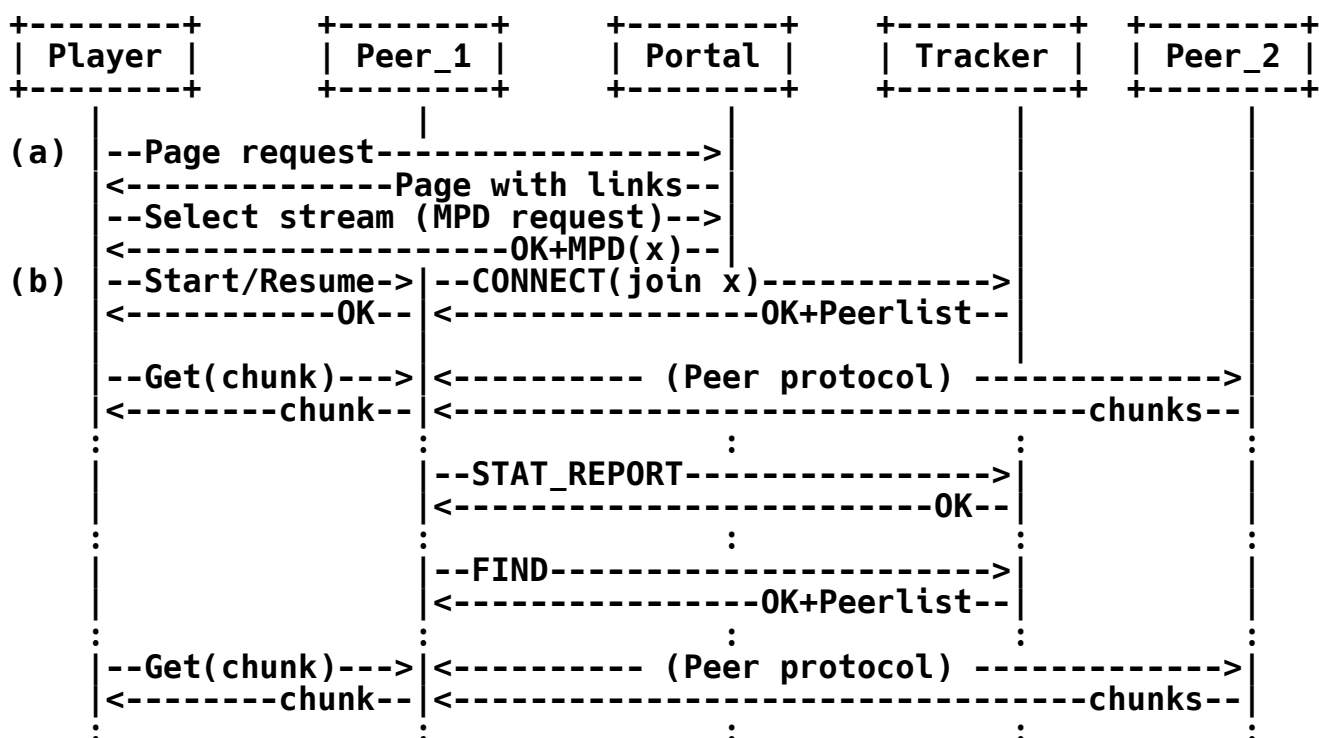 +--------+      +--------+     +--------+    +---------+  +--------+
| Player |      | Peer_1 |     | Portal |    | Tracker |  | Peer_2 |
+--------+      +--------+     +--------+    +---------+  +--------+
    |                |               |              |           |
(a) |--Page request----------------->|              |           |
    |<--------------Page with links--|              |           |
    |--Select stream (MPD request)-->|              |           |
    |<--------------------OK+MPD(x)--|              |           |
(b) |--Start/Resume->|--CONNECT(join x)------------>|           |
    |<-----------OK--|<----------------OK+Peerlist--|           |
    |                |                              |           |
    |--Get(chunk)--->|<---------- (Peer protocol) ------------->|
    |<--------chunk--|<---------------------------------chunks--|
    :                :               :              :           :
    |                |--STAT_REPORT---------------->|           |
    |                |<-------------------------OK--|           |
    :                :               :              :           :
    |                |--FIND----------------------->|           |
    |                |<----------------OK+Peerlist--|           |
    :                :               :              :           :
    |--Get(chunk)--->|<---------- (Peer protocol) ------------->|
    |<--------chunk--|<---------------------------------chunks--|
    :                :               :              :           :